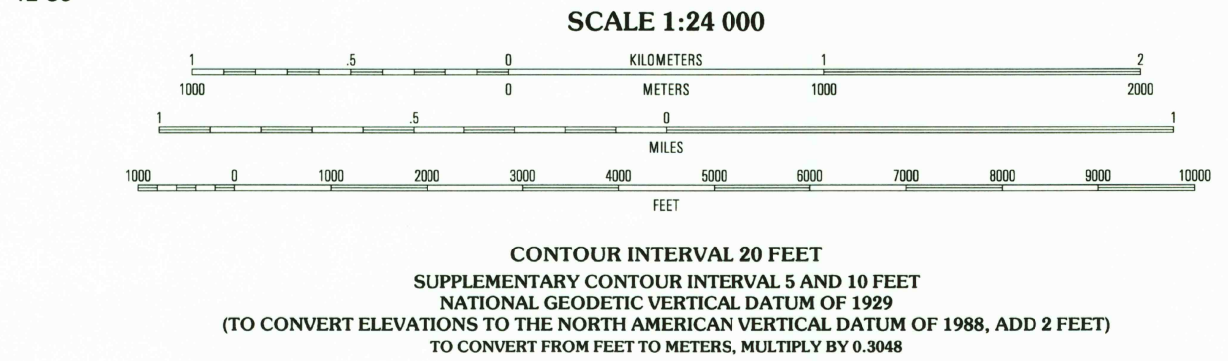 SCALE 1:24 000
1 .5 0 KILOMETERS 1 2
1000 0 METERS 1000 2000
1 .5 0 1
MILES
1000 0 1000 2000 3000 4000 5000 6000 7000 8000 9000 10000
FEET
CONTOUR INTERVAL 20 FEET
SUPPLEMENTARY CONTOUR INTERVAL 5 AND 10 FEET
NATIONAL GEODETIC VERTICAL DATUM OF 1929
(TO CONVERT ELEVATIONS TO THE NORTH AMERICAN VERTICAL DATUM OF 1988, ADD 2 FEET)
TO CONVERT FROM FEET TO METERS, MULTIPLY BY 0.3048